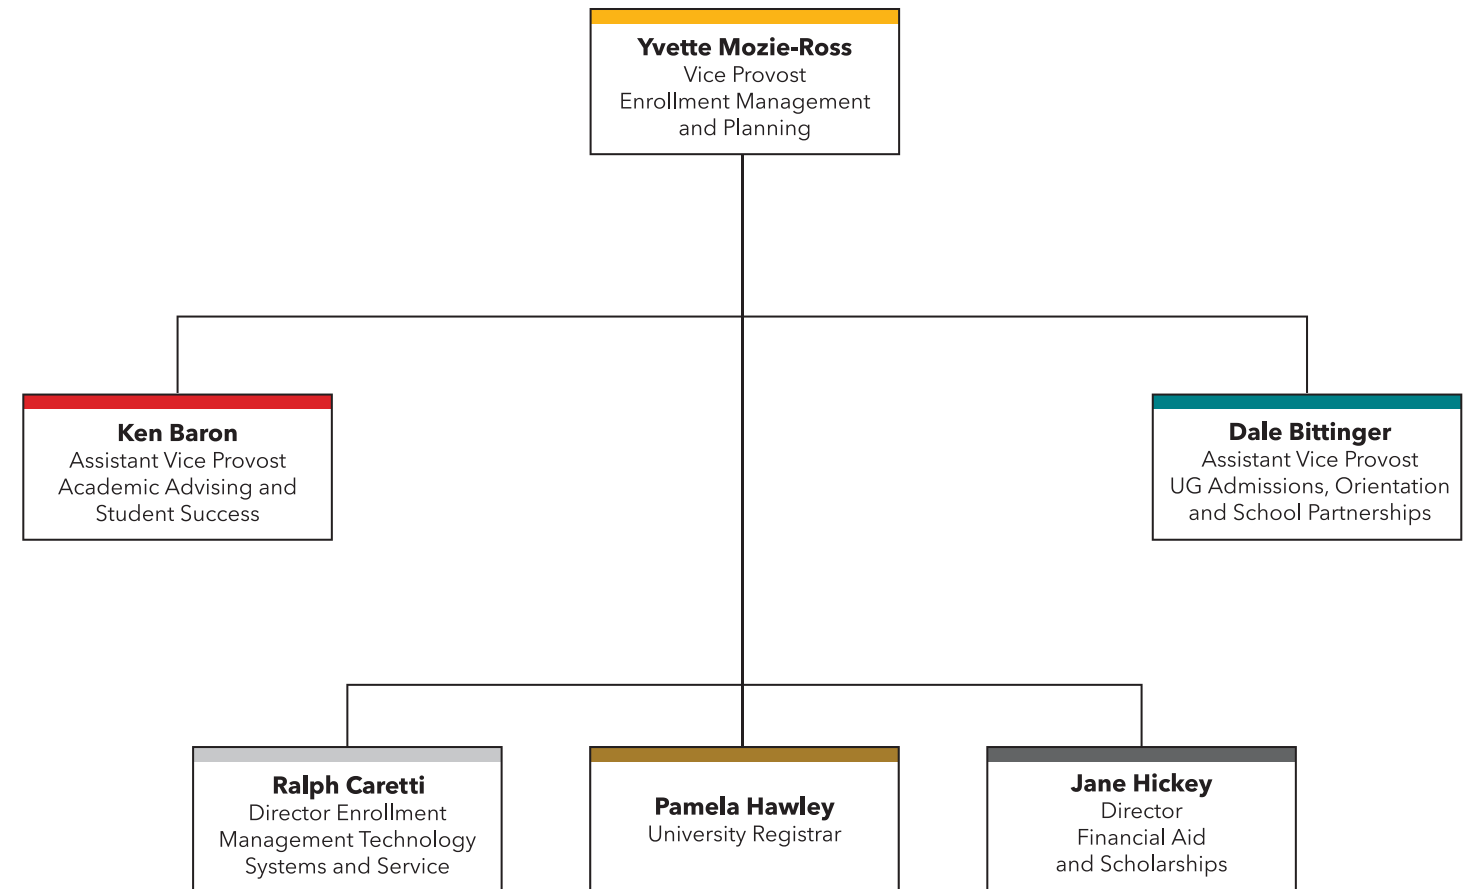 Yvette Mozie-Ross
Vice Provost
Enrollment Management
and Planning
Ken Baron
Assistant Vice Provost
Academic Advising and
Student Success
Dale Bittinger
Assistant Vice Provost
UG Admissions, Orientation
and School Partnerships
Ralph Caretti
Director Enrollment
Management Technology
Systems and Service
Pamela Hawley
University Registrar
Jane Hickey
Director
Financial Aid
and Scholarships